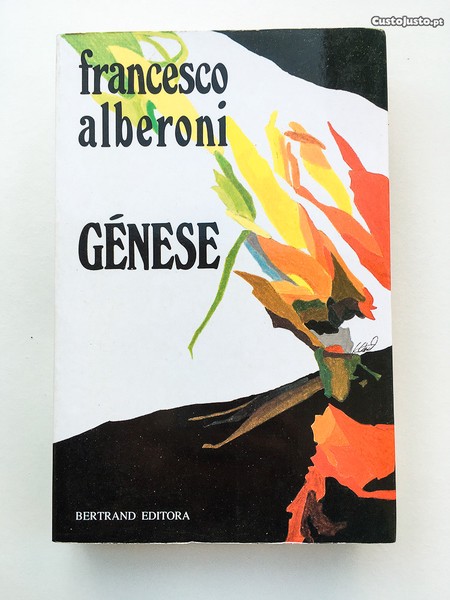 CustoJusto.pt
francesco
alberoni
GÉNESE
BERTRAND EDITORA